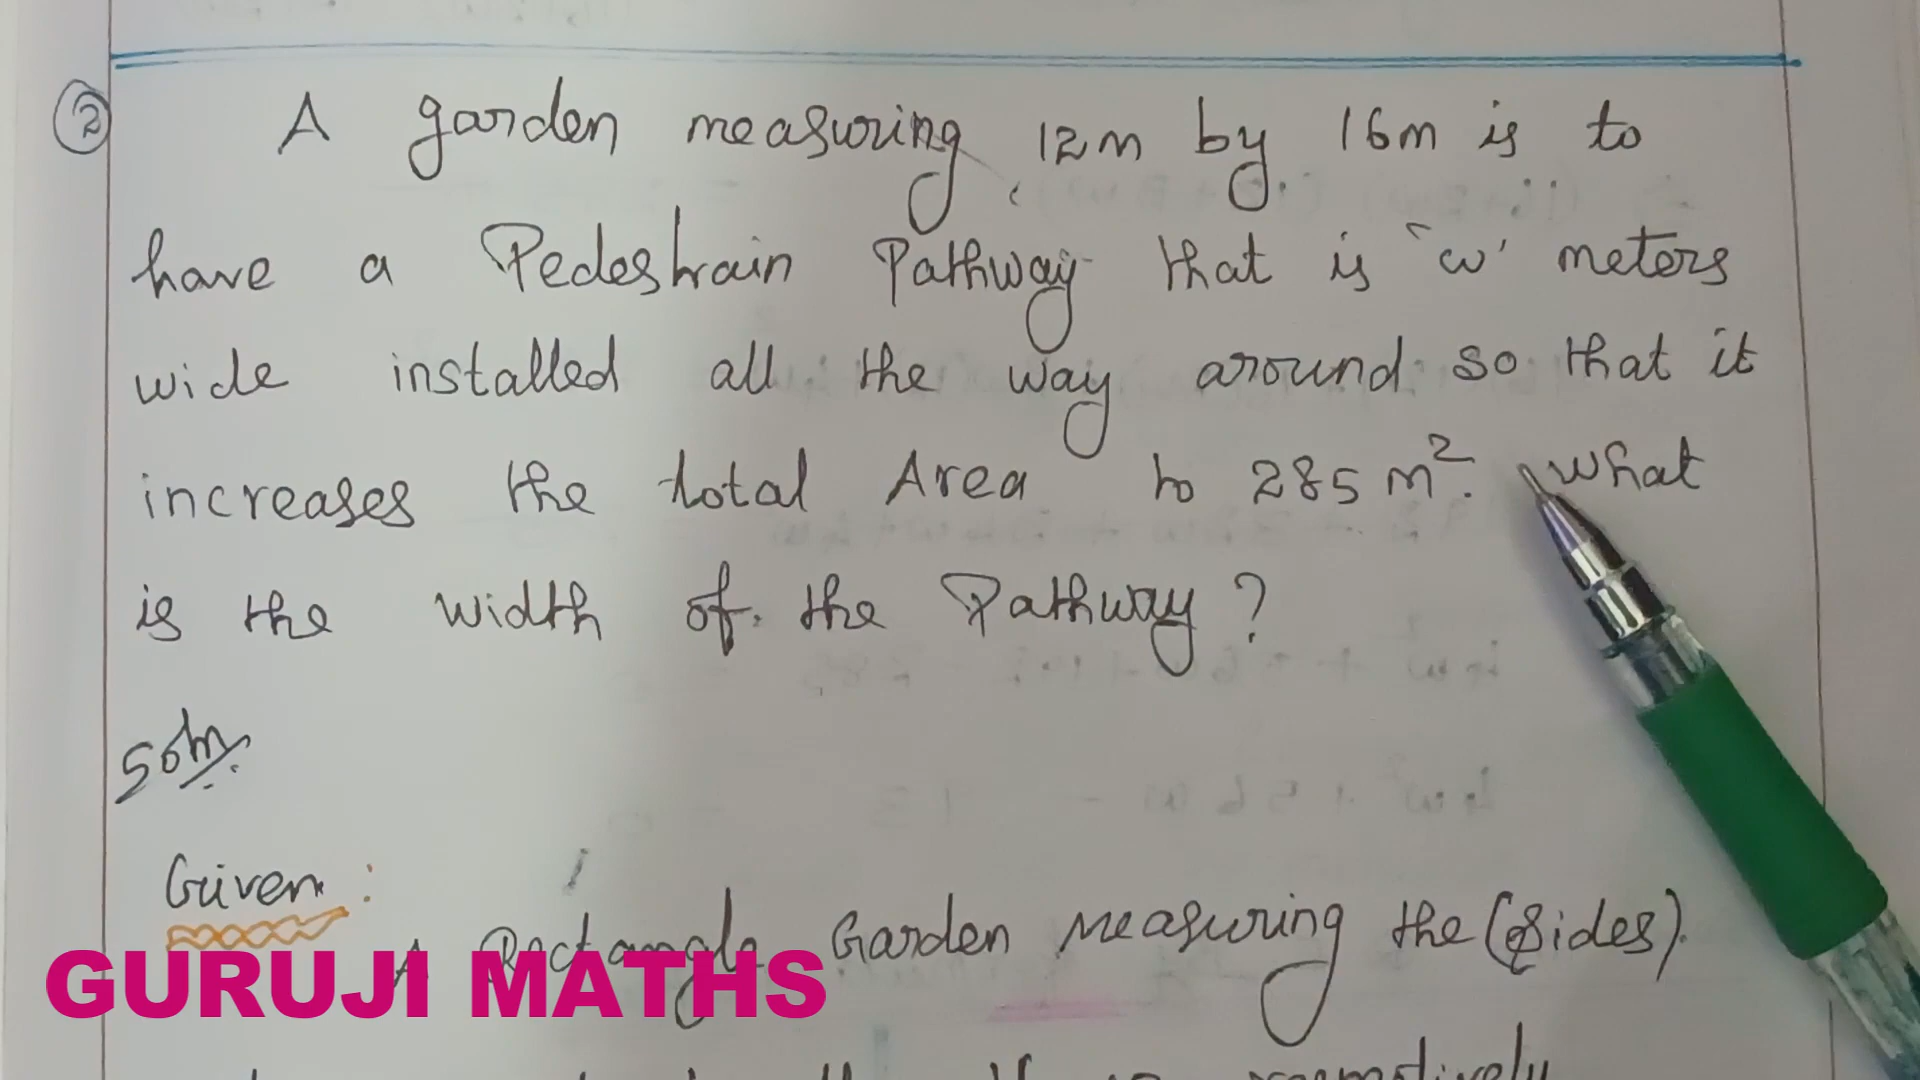 ② A garden measuring 12m by 16m is to
have a Pedestrain Pathway that is 'w' meters
wide installed all the way around so that it
increases the total Area to 285 m². What
is the width of the Pathway?
Soln.
Given:
A Rectangle Garden Measuring the (sides).
GURUJI MATHS
respectively